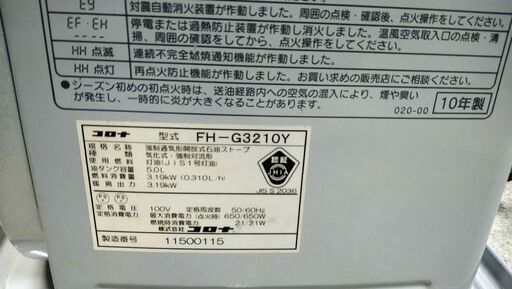 E9 対震自動消火装置が作動しました。周囲の点検・確認後、点火操作をしてください。
EF・EH 停電または過熱防止装置が作動しました。温風空気取入口の点検・清
掃、周囲の確認をしてから、点火操作をしてください。
HH 点滅 連続不完全燃焼通知機能が作動しました。
HH 点灯 再点火防止機能が作動しました。お買い求めの販売店にご相談ください。
●シーズン初めの初期点火は、送油経路内への空気の混入により、煙や臭い
が発生し、一時的に炎が大きくなることがあります。
020-00
10年製
コロナ 型式 FH-G3210Y
規格名称 強制通気形開放式石油ストーブ
種類 気化式・強制対流形
使用燃料 灯油(JIS1号灯油)
油タンク容量 5.0L
燃料消費量 3.19kW (0.310L/h)
暖房出力 3.19kW
認証
JHIA
JIS S 2036
PS PS
定格電圧 100V 定格周波数 50/60Hz
定格消費電力 最大消費電力(点火時) 650/650W
燃焼時消費電力 21/21W
株式会社 コロナ
製造番号 11500115